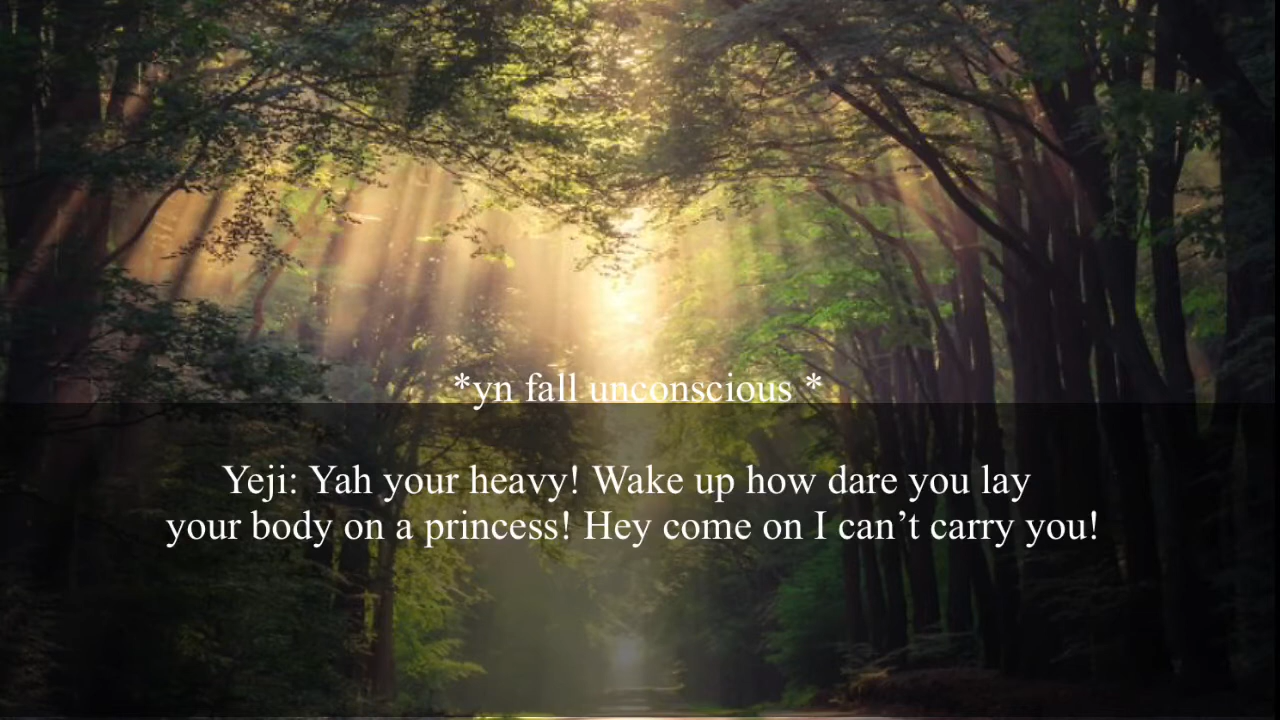 *yn fall unconscious *
Yeji: Yah your heavy! Wake up how dare you lay
your body on a princess! Hey come on I can’t carry you!